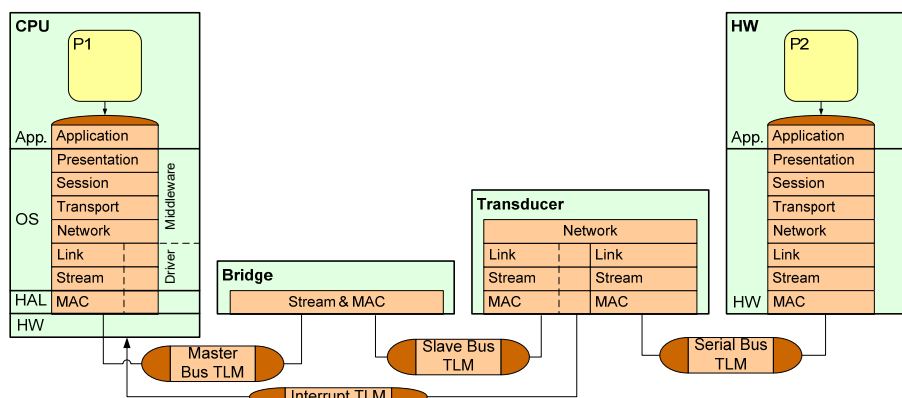 CPU
P1
App.
Application
OS
Presentation
Session
Transport
Network
Link
Stream
Middleware
Driver
HAL
MAC
HW
Bridge
Stream & MAC
Transducer
Network
Link
Link
Stream
Stream
MAC
MAC
HW
P2
App.
Application
Presentation
Session
Transport
Network
Link
Stream
HW
MAC
Master
Bus TLM
Slave Bus
TLM
Serial Bus
TLM
Interrupt TLM